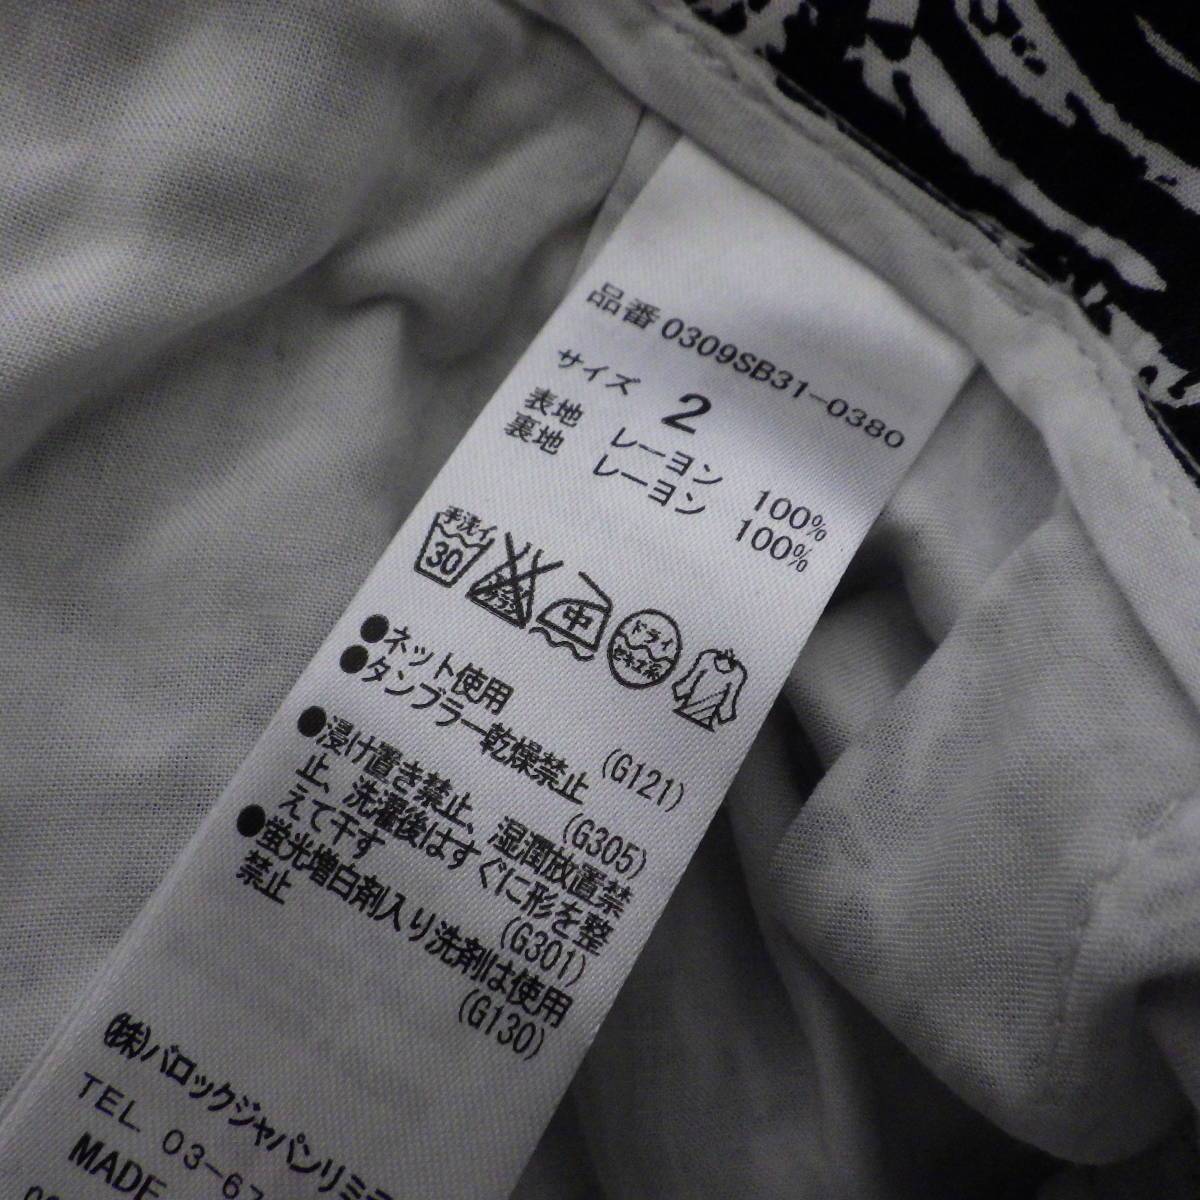 品番 0309SB31-0380
サイズ 2
表地 レーヨン 100%
裏地 レーヨン 100%
手洗イ 30 中 ドライ セキユ系
●ネット使用 (G121)
●タンブラー乾燥禁止 (G305)
●浸け置き禁止、湿潤放置禁
止、洗濯後はすぐに形を整
えて干す (G301)
●蛍光増白剤入り洗剤は使用
禁止 (G130)
(株)バロックジャパンリミ
TEL 03-67
MADE